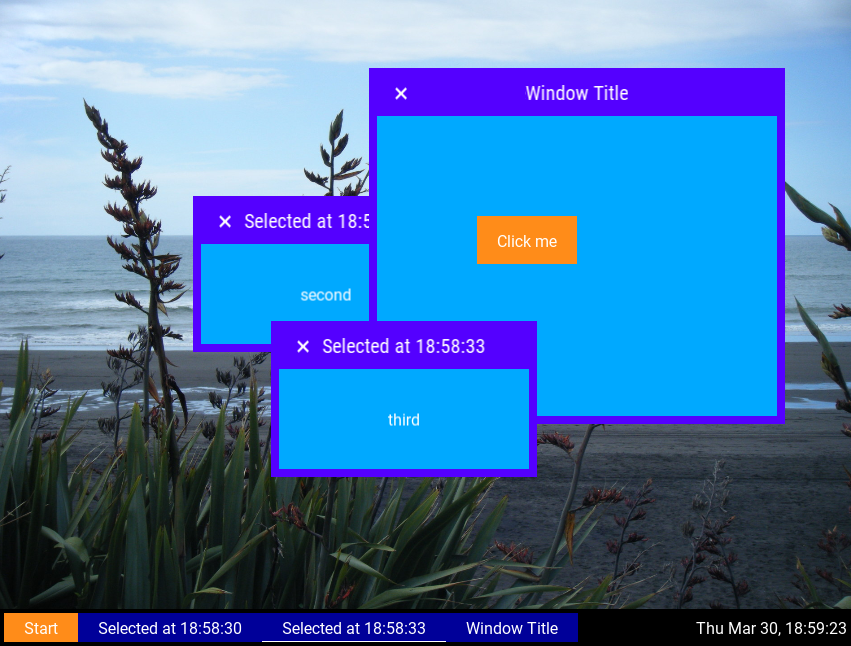 × Window Title
Click me
× Selected at 18:5
second
× Selected at 18:58:33
third
Start Selected at 18:58:30 Selected at 18:58:33 Window Title Thu Mar 30, 18:59:23